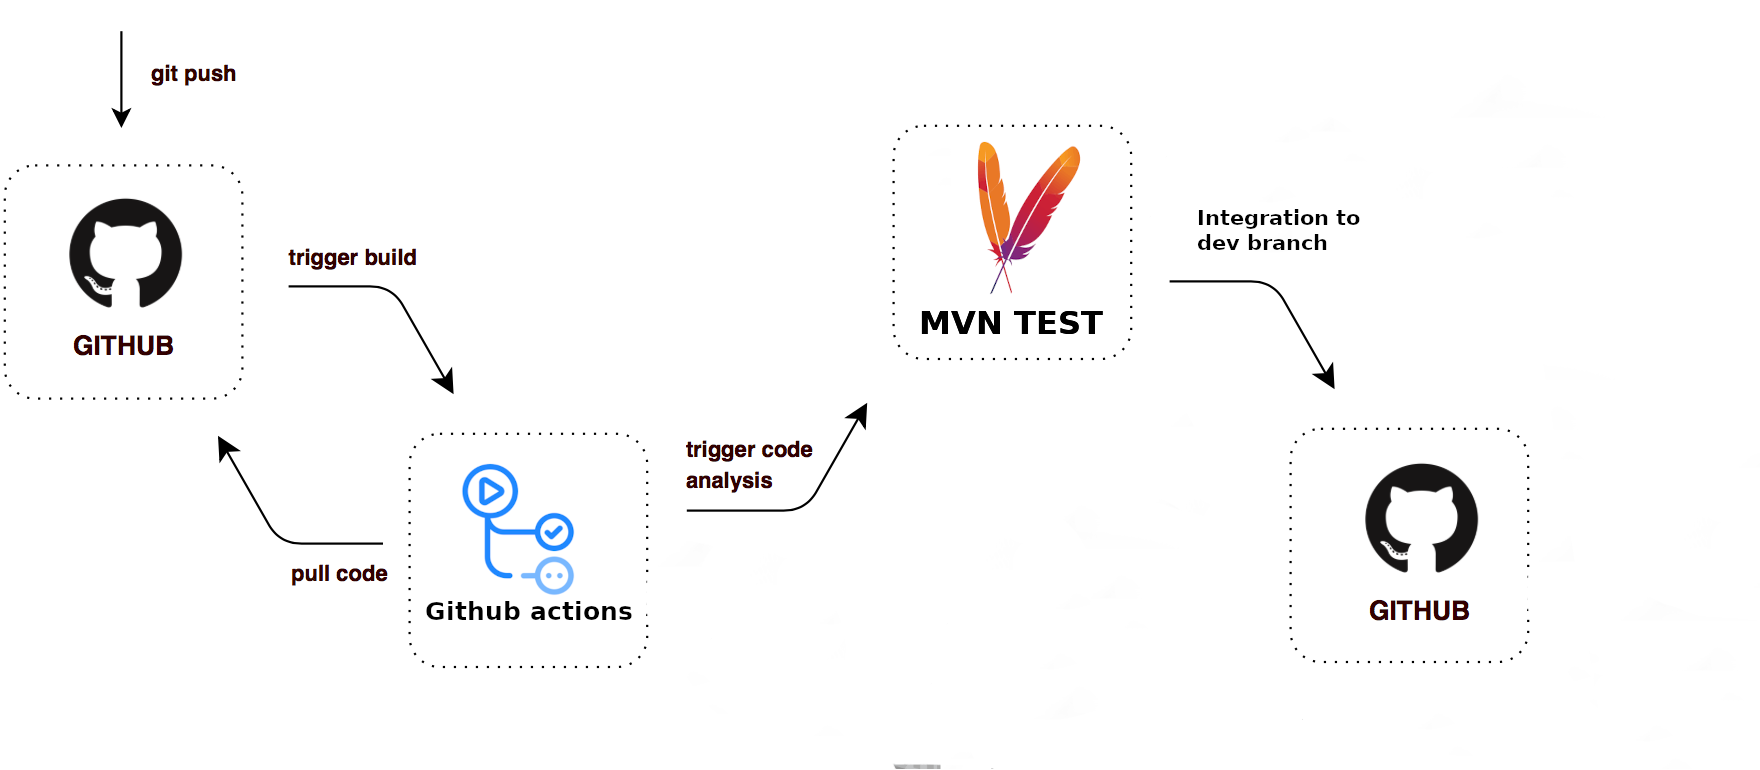 git push
GITHUB
trigger build
pull code
Github actions
trigger code
analysis
MVN TEST
Integration to
dev branch
GITHUB